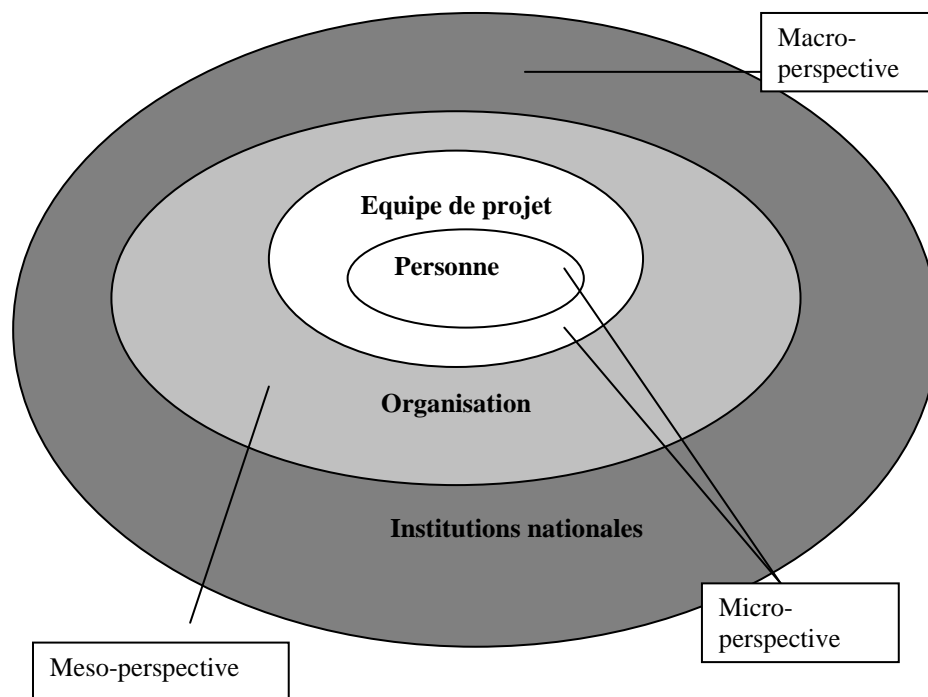 Macro-
perspective
Equipe de projet
Personne
Organisation
Institutions nationales
Micro-
perspective
Meso-perspective